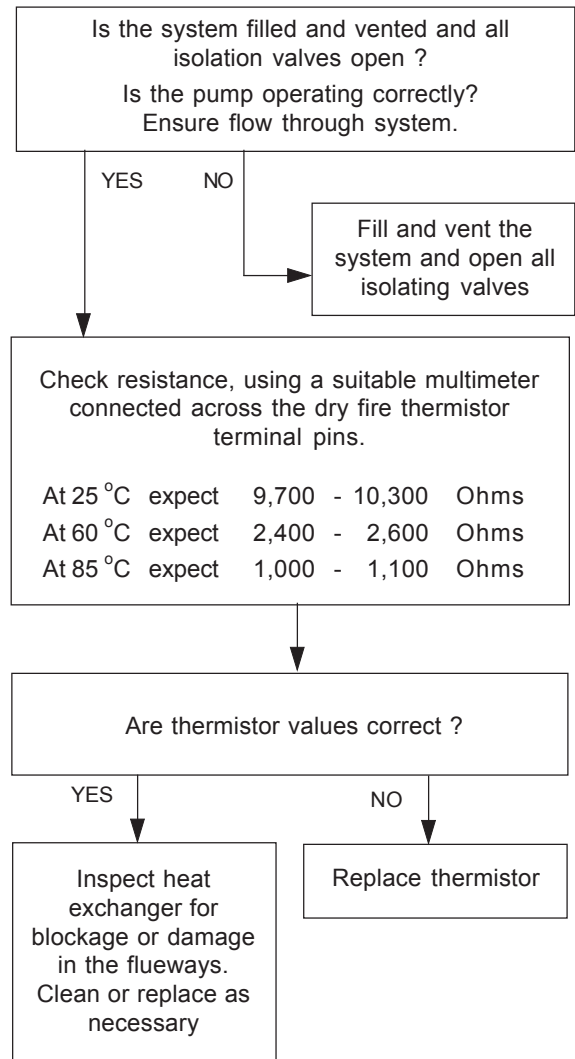 Is the system filled and vented and all
isolation valves open ?
Is the pump operating correctly?
Ensure flow through system.
YES
NO
Fill and vent the
system and open all
isolating valves
Check resistance, using a suitable multimeter
connected across the dry fire thermistor
terminal pins.
At 25 °C expect 9,700 - 10,300 Ohms
At 60 °C expect 2,400 - 2,600 Ohms
At 85 °C expect 1,000 - 1,100 Ohms
Are thermistor values correct ?
YES
NO
Inspect heat
exchanger for
blockage or damage
in the flueways.
Clean or replace as
necessary
Replace thermistor